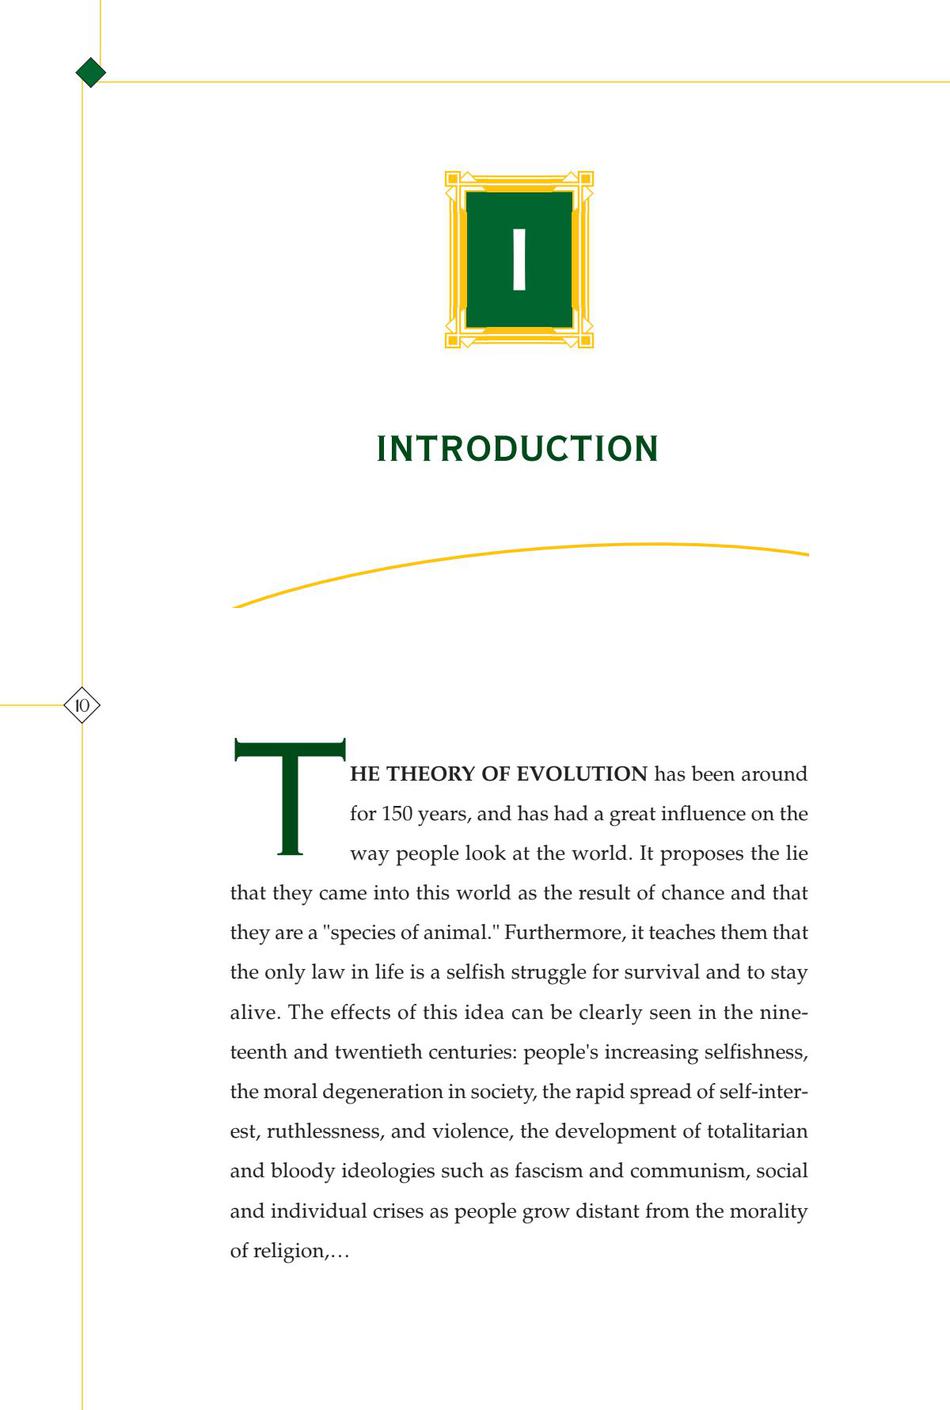 I
INTRODUCTION
10
THE THEORY OF EVOLUTION has been around
for 150 years, and has had a great influence on the
way people look at the world. It proposes the lie
that they came into this world as the result of chance and that
they are a "species of animal." Furthermore, it teaches them that
the only law in life is a selfish struggle for survival and to stay
alive. The effects of this idea can be clearly seen in the nine-
teenth and twentieth centuries: people's increasing selfishness,
the moral degeneration in society, the rapid spread of self-inter-
est, ruthlessness, and violence, the development of totalitarian
and bloody ideologies such as fascism and communism, social
and individual crises as people grow distant from the morality
of religion,…